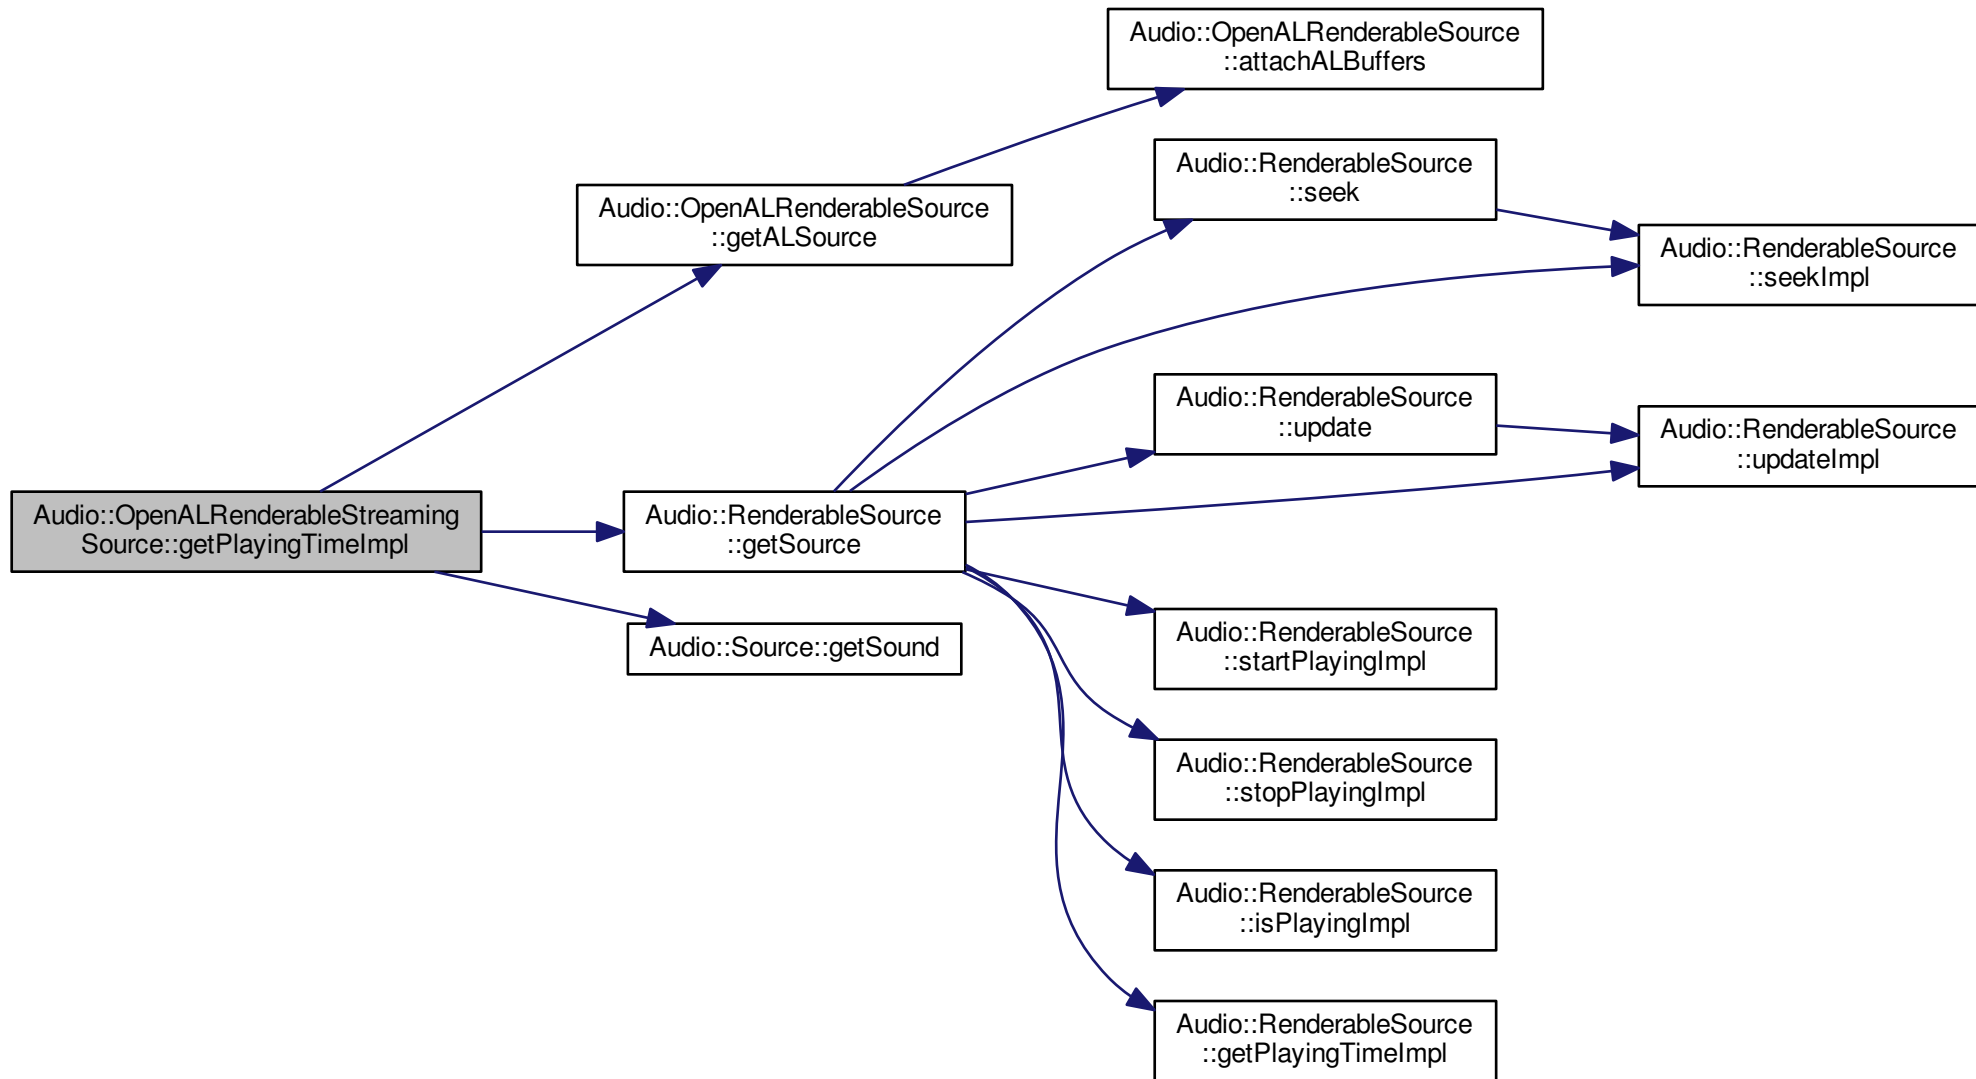 Audio::OpenALRenderableSource
::attachALBuffers
Audio::RenderableSource
::seek
Audio::OpenALRenderableSource
::getALSource
Audio::RenderableSource
::seekImpl
Audio::RenderableSource
::update
Audio::RenderableSource
::updateImpl
Audio::OpenALRenderableStreaming
Source::getPlayingTimeImpl
Audio::RenderableSource
::getSource
Audio::Source::getSound
Audio::RenderableSource
::startPlayingImpl
Audio::RenderableSource
::stopPlayingImpl
Audio::RenderableSource
::isPlayingImpl
Audio::RenderableSource
::getPlayingTimeImpl